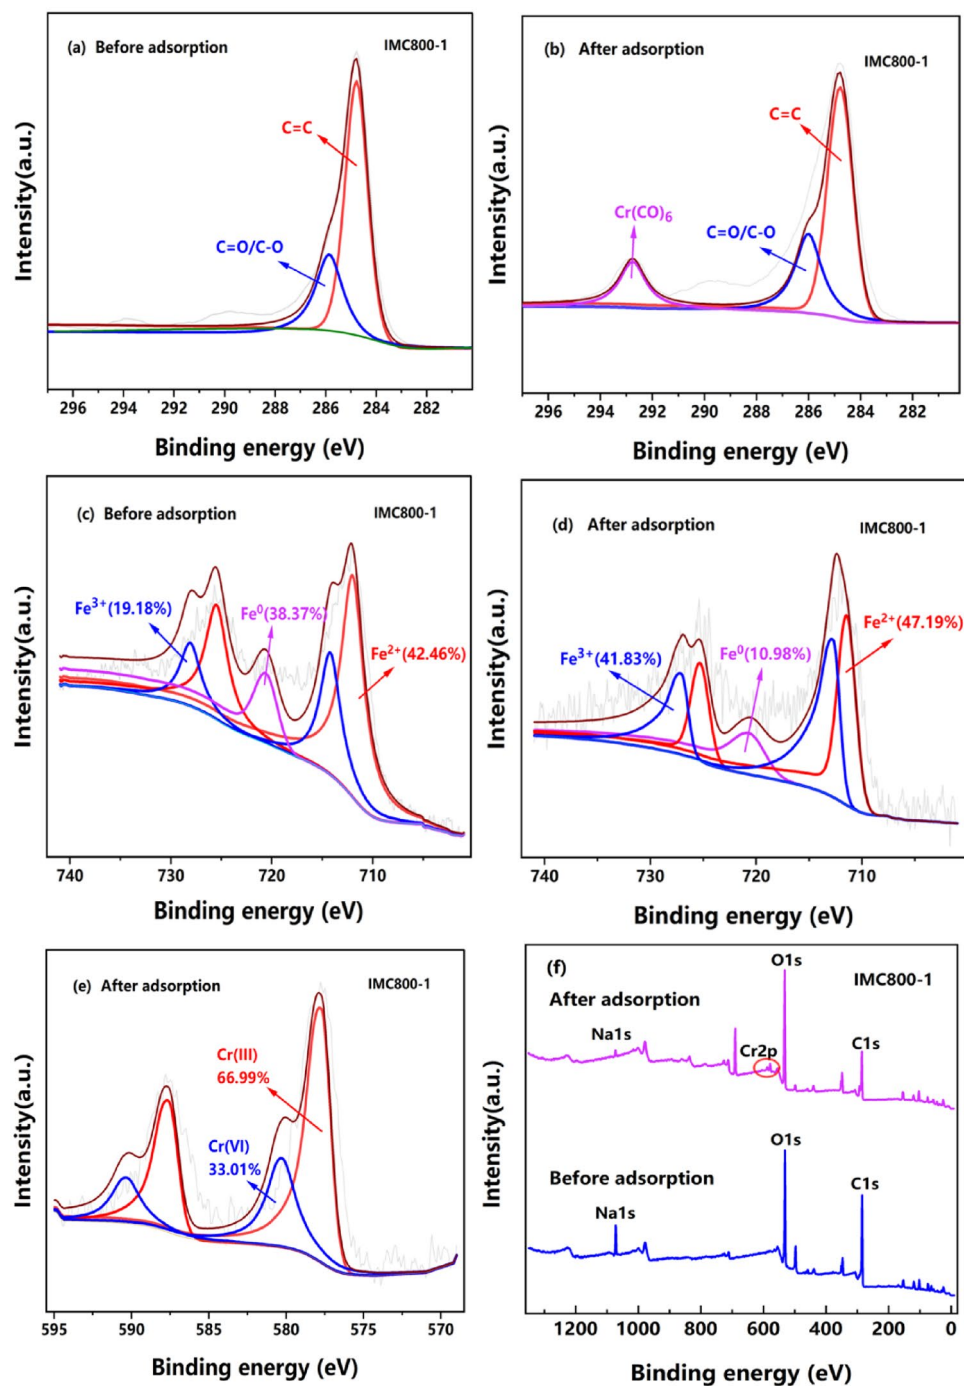 (a) Before adsorption
IMC800-1
C=C
C=O/C-O
Intensity(a.u.)
296 294 292 290 288 286 284 282
Binding energy (eV)
(b) After adsorption
IMC800-1
C=C
Cr(CO)₆
C=O/C-O
Intensity(a.u.)
296 294 292 290 288 286 284 282
Binding energy (eV)
(c) Before adsorption
IMC800-1
Fe³⁺(19.18%)
Fe⁰(38.37%)
Fe²⁺(42.46%)
Intensity(a.u.)
740 730 720 710
Binding energy (eV)
(d) After adsorption
IMC800-1
Fe²⁺(47.19%)
Fe³⁺(41.83%)
Fe⁰(10.98%)
Intensity(a.u.)
740 730 720 710
Binding energy (eV)
(e) After adsorption
IMC800-1
Cr(III)
66.99%
Cr(VI)
33.01%
Intensity(a.u.)
595 590 585 580 575 570
Binding energy (eV)
(f)
O1s
IMC800-1
After adsorption
Na1s
Cr2p
C1s
O1s
Before adsorption
C1s
Na1s
Intensity(a.u.)
1200 1000 800 600 400 200 0
Binding energy (eV)